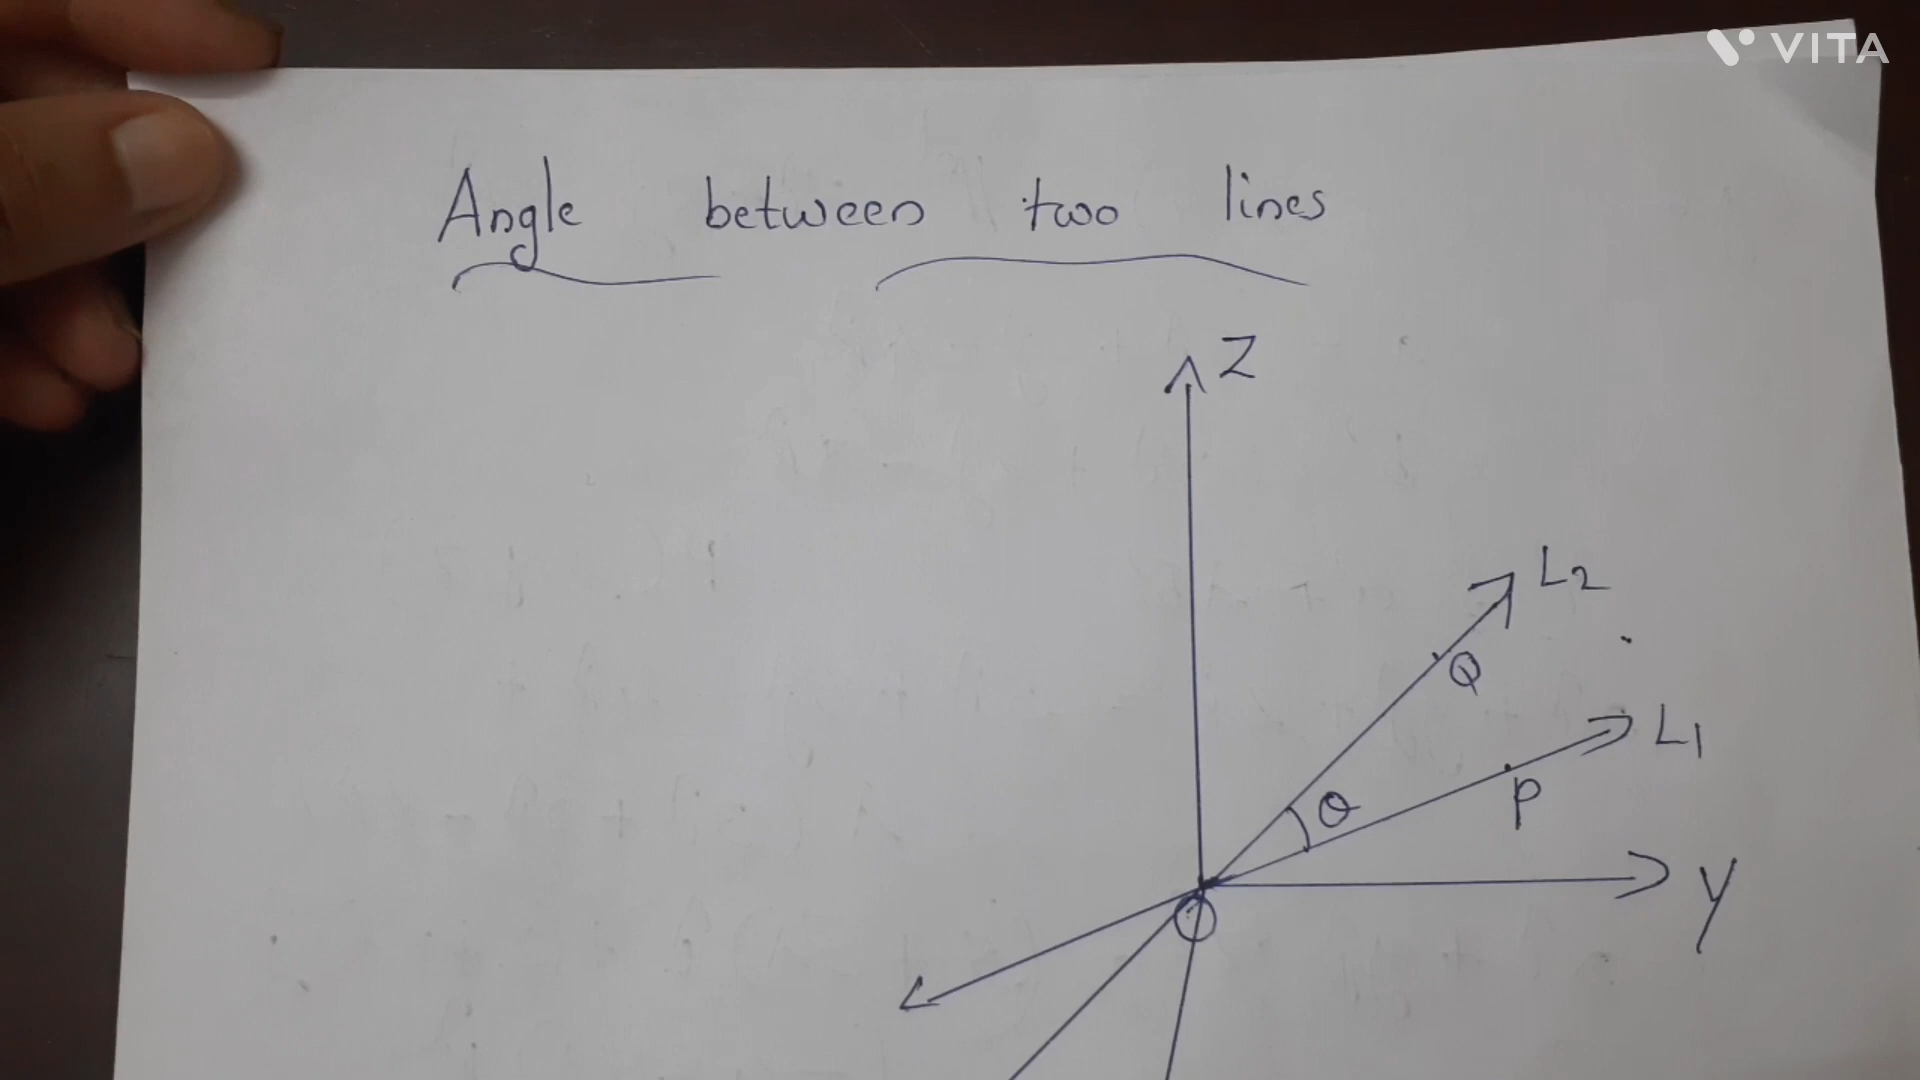 VITA
Angle between two lines
Z
L2
Q
L1
P
θ
Y
O